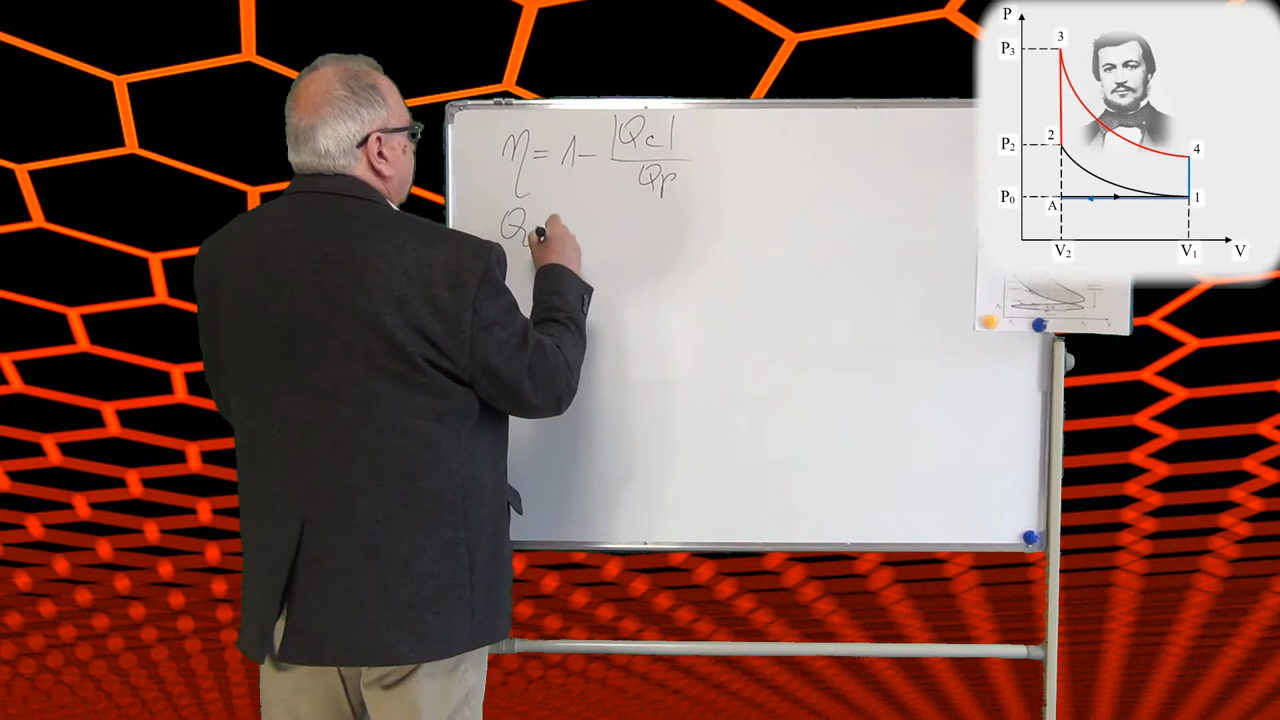 η = 1 - |Qc|
Qp
Q
P
P₃
3
P₂
2
4
P₀
A
1
V₂
V₁
V